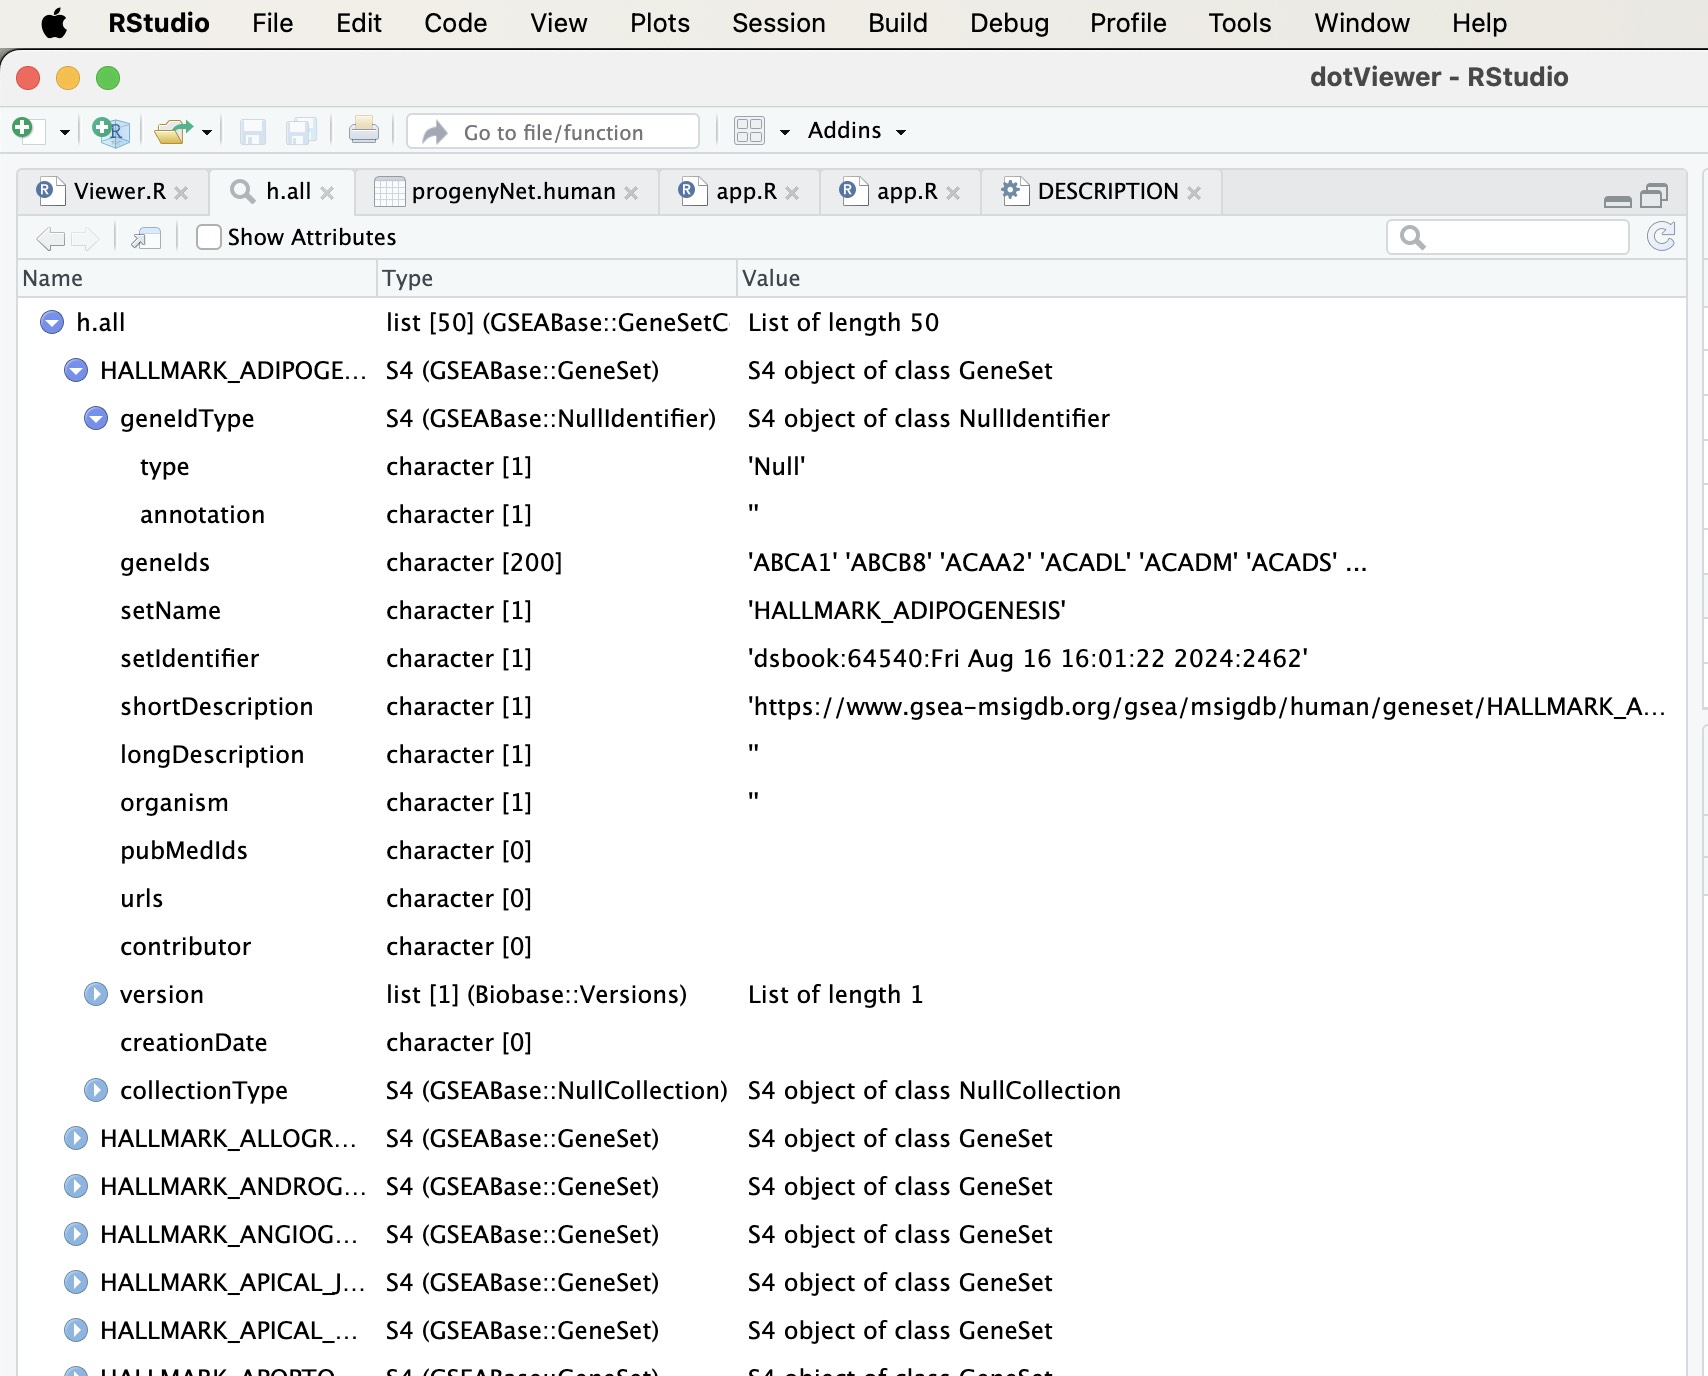 RStudio File Edit Code View Plots Session Build Debug Profile Tools Window Help
dotViewer - RStudio
Go to file/function Addins
Viewer.R h.all progenyNet.human app.R app.R DESCRIPTION
Show Attributes
Name Type Value
h.all list [50] (GSEABase::GeneSetC List of length 50
HALLMARK_ADIPOGE... S4 (GSEABase::GeneSet) S4 object of class GeneSet
geneIdType S4 (GSEABase::NullIdentifier) S4 object of class NullIdentifier
type character [1] 'Null'
annotation character [1] ''
geneIds character [200] 'ABCA1' 'ABCB8' 'ACAA2' 'ACADL' 'ACADM' 'ACADS' ...
setName character [1] 'HALLMARK_ADIPOGENESIS'
setIdentifier character [1] 'dsbook:64540:Fri Aug 16 16:01:22 2024:2462'
shortDescription character [1] 'https://www.gsea-msigdb.org/gsea/msigdb/human/geneset/HALLMARK_A...
longDescription character [1] ''
organism character [1] ''
pubMedIds character [0]
urls character [0]
contributor character [0]
version list [1] (Biobase::Versions) List of length 1
creationDate character [0]
collectionType S4 (GSEABase::NullCollection) S4 object of class NullCollection
HALLMARK_ALLOGR... S4 (GSEABase::GeneSet) S4 object of class GeneSet
HALLMARK_ANDROG... S4 (GSEABase::GeneSet) S4 object of class GeneSet
HALLMARK_ANGIOG... S4 (GSEABase::GeneSet) S4 object of class GeneSet
HALLMARK_APICAL_J... S4 (GSEABase::GeneSet) S4 object of class GeneSet
HALLMARK_APICAL_... S4 (GSEABase::GeneSet) S4 object of class GeneSet
HALLMARK_APOPTO... S4 (GSEABase::GeneSet) S4 object of class GeneSet